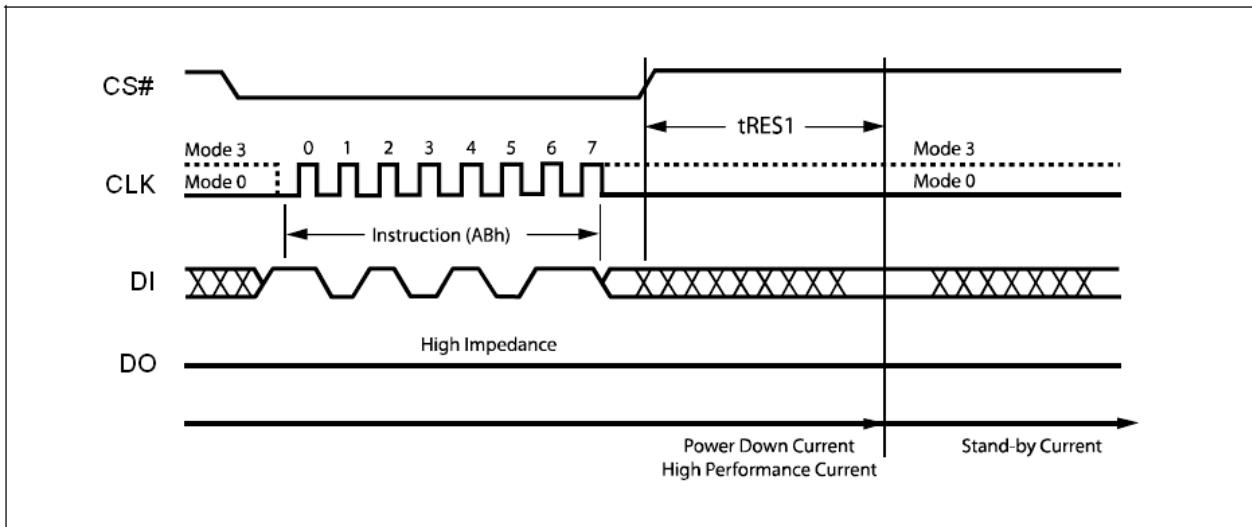 CS#
tRES1
Mode 3
0 1 2 3 4 5 6 7
Mode 3
CLK
Mode 0
Mode 0
Instruction (ABh)
DI
High Impedance
DO
Power Down Current
Stand-by Current
High Performance Current